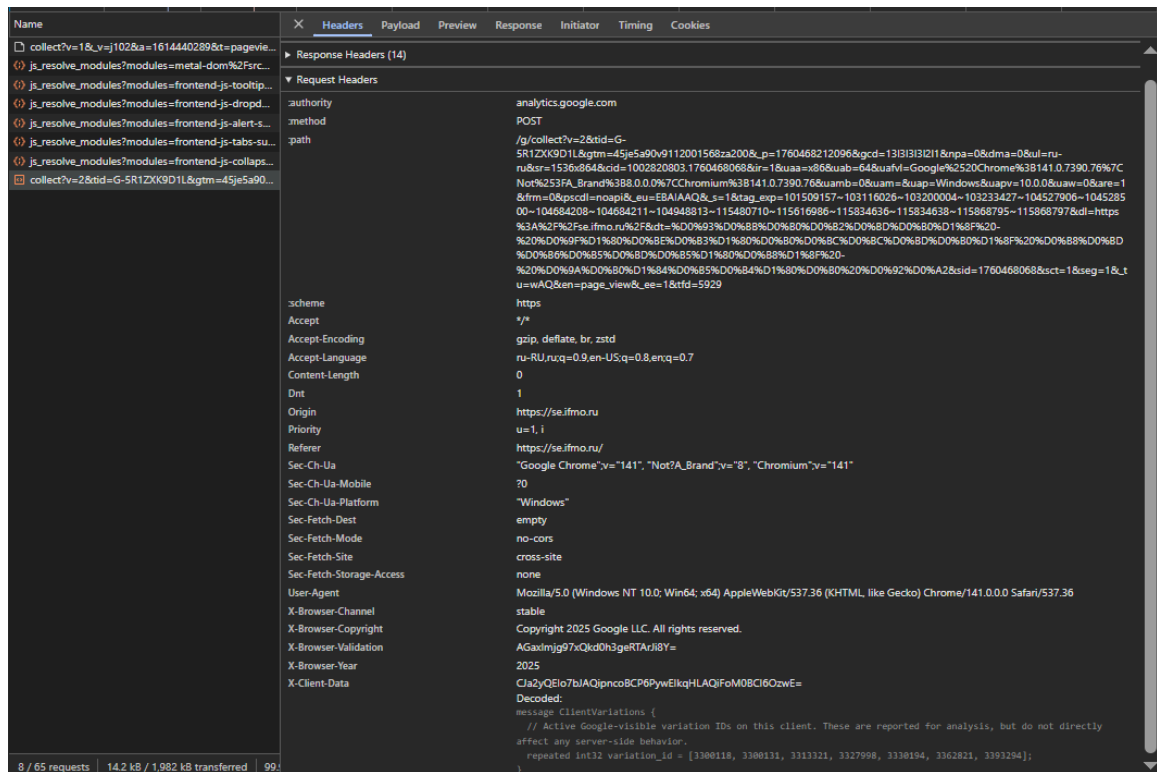 Name
Headers Payload Preview Response Initiator Timing Cookies
collect?v=1&_v=j102&a=1614440289&t=pagevie...
js_resolve_modules?modules=metal-dom%2Fsrc...
js_resolve_modules?modules=frontend-js-tooltip...
js_resolve_modules?modules=frontend-js-dropd...
js_resolve_modules?modules=frontend-js-alert-s...
js_resolve_modules?modules=frontend-js-tabs-su...
js_resolve_modules?modules=frontend-js-collaps...
collect?v=2&tid=G-5R1ZXK9D1L&gtm=45je5a90...
8 / 65 requests 14.2 kB / 1,982 kB transferred 99.
Response Headers (14)
Request Headers
:authority analytics.google.com
:method POST
:path /g/collect?v=2&tid=G-
5R1ZXK9D1L&gtm=45je5a90v9112001568za200&_p=1760468212096&gcd=13l3l3l3l2l1&npa=0&dma=0&ul=ru-
ru&sr=1536x864&cid=1002820803.1760468068&ir=1&uaa=x86&uab=64&uafvl=Google%2520Chrome%3B141.0.7390.76%7C
Not%253FA_Brand%3B8.0.0.0%7CChromium%3B141.0.7390.76&uamb=0&uam=&uap=Windows&uapv=10.0.0&uaw=0&are=1
&frm=0&pscdl=noapi&_eu=EBAIAAQ&_s=1&tag_exp=101509157~103116026~103200004~103233427~104527906~1045285
00~104684208~104684211~104948813~115480710~115616986~115834636~115834638~115868795~115868797&dl=https
%3A%2F%2Fse.ifmo.ru%2F&dt=%D0%93%D0%BB%D0%B0%D0%B2%D0%BD%D0%B0%D1%8F%20-
%20%D0%9F%D1%80%D0%BE%D0%B3%D1%80%D0%B0%D0%BC%D0%BC%D0%BD%D0%B0%D1%8F%20%D0%B8%D0%BD
%D0%B6%D0%B5%D0%BD%D0%B5%D1%80%D0%B8%D1%8F%20-
%20%D0%9A%D0%B0%D1%84%D0%B5%D0%B4%D1%80%D0%B0%20%D0%92%D0%A2&sid=1760468068&sct=1&seg=1&_t
u=wAQ&en=page_view&_ee=1&tfd=5929
:scheme https
Accept */*
Accept-Encoding gzip, deflate, br, zstd
Accept-Language ru-RU,ru;q=0.9,en-US;q=0.8,en;q=0.7
Content-Length 0
Dnt 1
Origin https://se.ifmo.ru
Priority u=1, i
Referer https://se.ifmo.ru/
Sec-Ch-Ua "Google Chrome";v="141", "Not?A_Brand";v="8", "Chromium";v="141"
Sec-Ch-Ua-Mobile ?0
Sec-Ch-Ua-Platform "Windows"
Sec-Fetch-Dest empty
Sec-Fetch-Mode no-cors
Sec-Fetch-Site cross-site
Sec-Fetch-Storage-Access none
User-Agent Mozilla/5.0 (Windows NT 10.0; Win64; x64) AppleWebKit/537.36 (KHTML, like Gecko) Chrome/141.0.0.0 Safari/537.36
X-Browser-Channel stable
X-Browser-Copyright Copyright 2025 Google LLC. All rights reserved.
X-Browser-Validation AGaxImjg97xQkd0h3geRTArJi8Y=
X-Browser-Year 2025
X-Client-Data CJa2yQEIo7bJAQipncoBCP6PywEIkqHLAQiFoM0BCI6OzwE=
Decoded:
message ClientVariations {
// Active Google-visible variation IDs on this client. These are reported for analysis, but do not directly
affect any server-side behavior.
repeated int32 variation_id = [3300118, 3300131, 3313321, 3327998, 3330194, 3362821, 3393294];
}